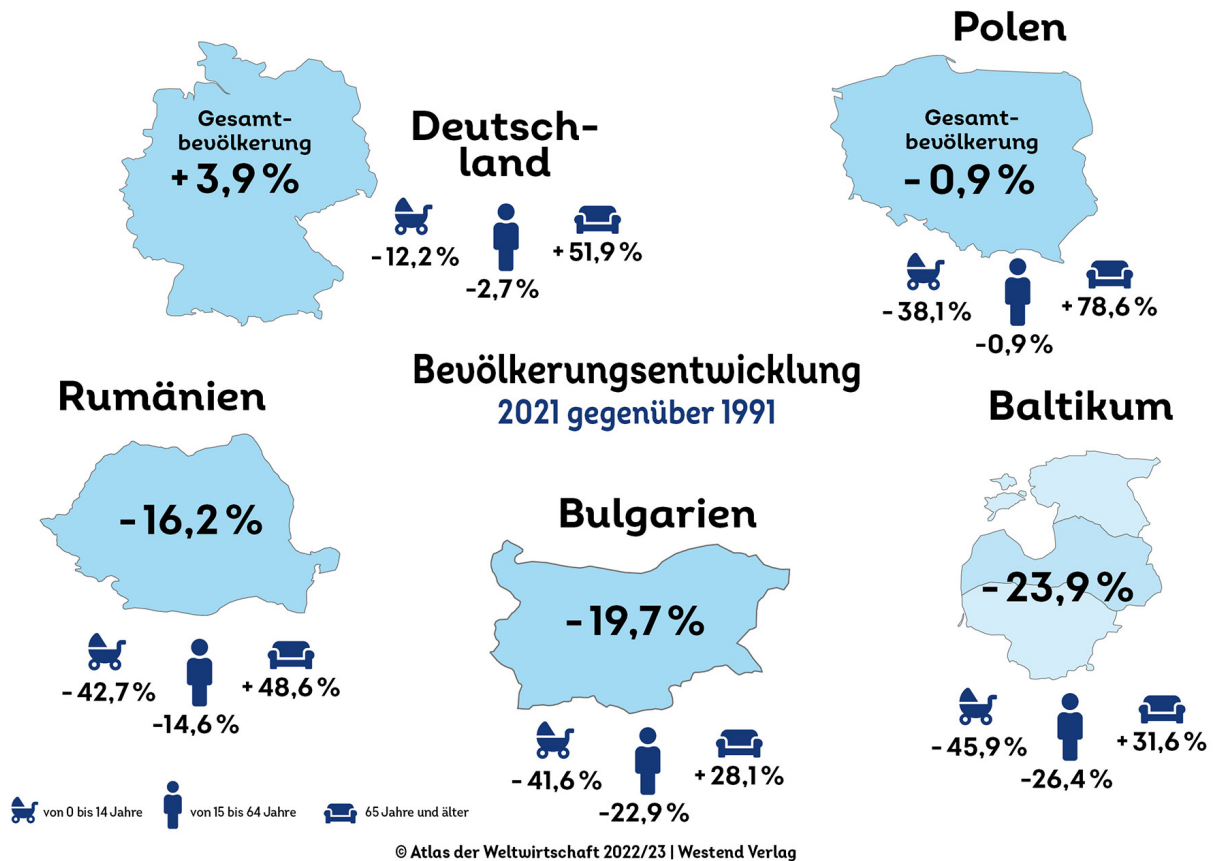 Polen
Gesamt-
bevölkerung
+ 3,9 %
Deutsch-
land
- 12,2 %
-2,7 %
+ 51,9 %
Gesamt-
bevölkerung
- 0,9 %
- 38,1 %
-0,9 %
+ 78,6 %
Bevölkerungsentwicklung
2021 gegenüber 1991
Rumänien
- 16,2 %
- 42,7 %
-14,6 %
+ 48,6 %
Bulgarien
- 19,7 %
- 41,6 %
-22,9 %
+ 28,1 %
Baltikum
- 23,9 %
- 45,9 %
-26,4 %
+ 31,6 %
von 0 bis 14 Jahre
von 15 bis 64 Jahre
65 Jahre und älter
© Atlas der Weltwirtschaft 2022/23 | Westend Verlag